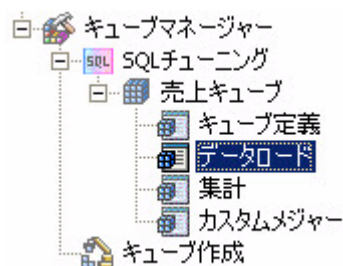 キューブマネージャー
SQL SQLチューニング
売上キューブ
キューブ定義
データロード
集計
カスタムメジャー
キューブ作成